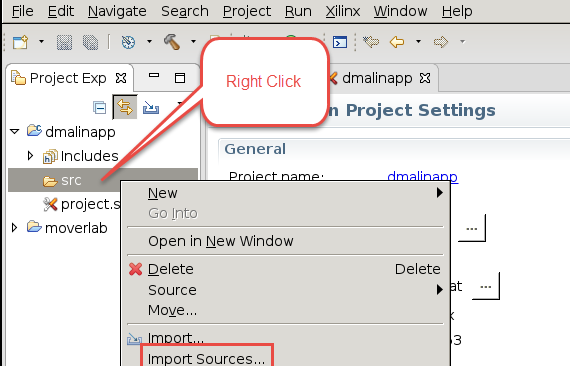 File Edit Navigate Search Project Run Xilinx Window Help
Project Exp
dmalinapp
Right Click
n Project Settings
dmalinapp
Includes
src
project.s
moverlab
General
Project name: dmalinapp
at
x
53
New
Go Into
Open in New Window
Delete Delete
Source
Move...
Import...
Import Sources...